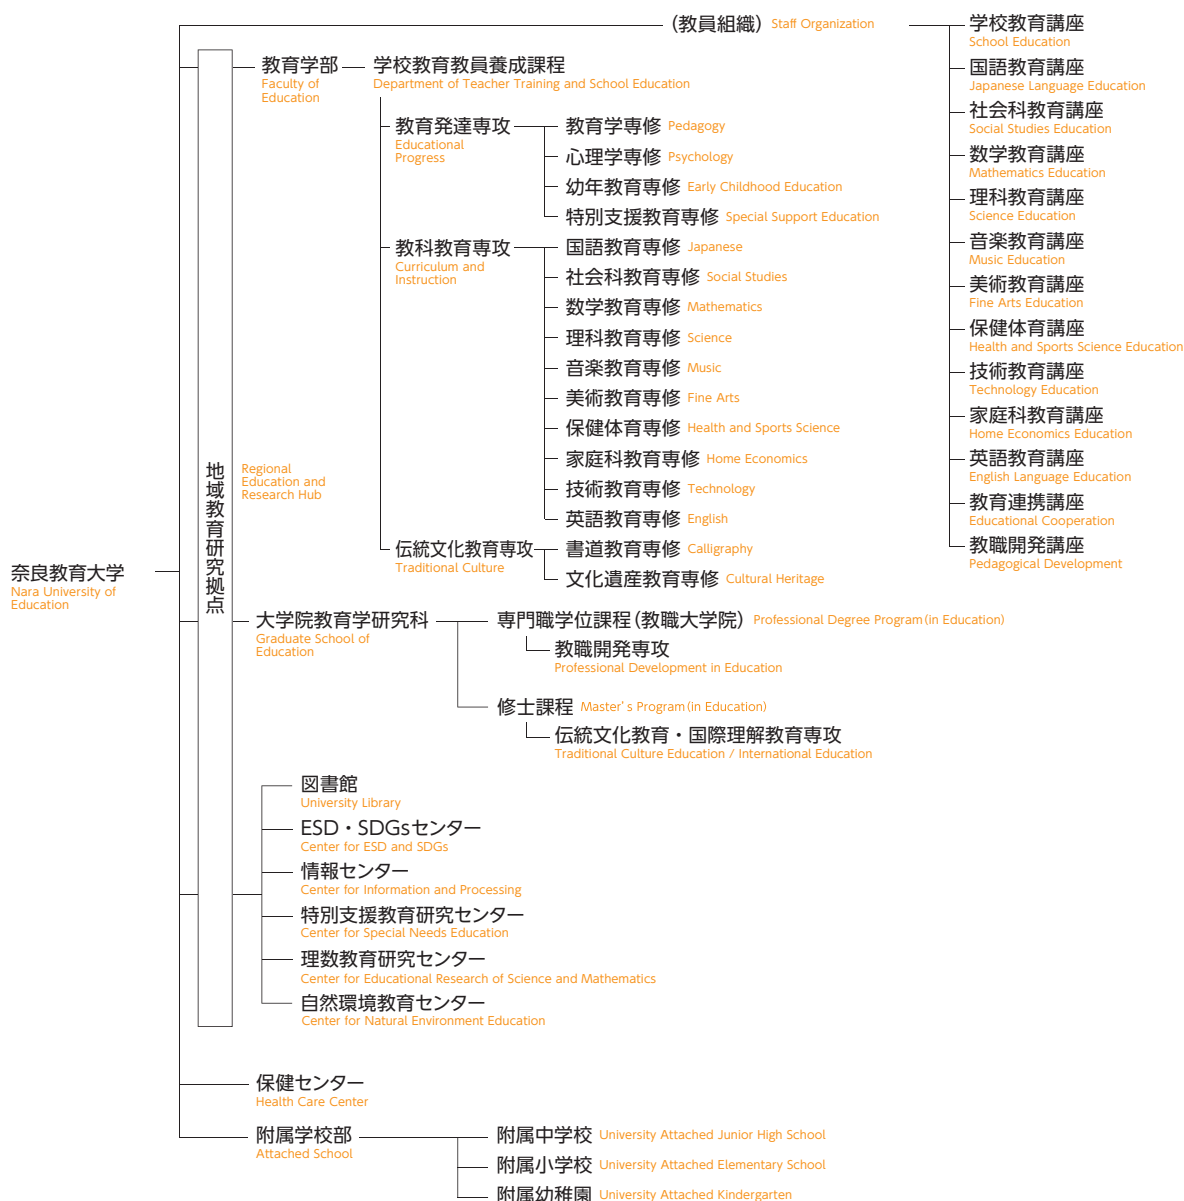 (教員組織) Staff Organization
学校教育講座
School Education
国語教育講座
Japanese Language Education
社会科教育講座
Social Studies Education
数学教育講座
Mathematics Education
理科教育講座
Science Education
音楽教育講座
Music Education
美術教育講座
Fine Arts Education
保健体育講座
Health and Sports Science Education
技術教育講座
Technology Education
家庭科教育講座
Home Economics Education
英語教育講座
English Language Education
教育連携講座
Educational Cooperation
教職開発講座
Pedagogical Development
奈良教育大学
Nara University of
Education
地域教育研究拠点
Regional
Education and
Research Hub
教育学部
Faculty of
Education
学校教育教員養成課程
Department of Teacher Training and School Education
教育発達専攻
Educational
Progress
教育学専修 Pedagogy
心理学専修 Psychology
幼年教育専修 Early Childhood Education
特別支援教育専修 Special Support Education
教科教育専攻
Curriculum and
Instruction
国語教育専修 Japanese
社会科教育専修 Social Studies
数学教育専修 Mathematics
理科教育専修 Science
音楽教育専修 Music
美術教育専修 Fine Arts
保健体育専修 Health and Sports Science
家庭科教育専修 Home Economics
技術教育専修 Technology
英語教育専修 English
伝統文化教育専攻
Traditional Culture
書道教育専修 Calligraphy
文化遺産教育専修 Cultural Heritage
大学院教育学研究科
Graduate School of
Education
専門職学位課程(教職大学院) Professional Degree Program (in Education)
教職開発専攻
Professional Development in Education
修士課程 Master's Program (in Education)
伝統文化教育・国際理解教育専攻
Traditional Culture Education / International Education
図書館
University Library
ESD・SDGsセンター
Center for ESD and SDGs
情報センター
Center for Information and Processing
特別支援教育研究センター
Center for Special Needs Education
理数教育研究センター
Center for Educational Research of Science and Mathematics
自然環境教育センター
Center for Natural Environment Education
保健センター
Health Care Center
附属学校部
Attached School
附属中学校 University Attached Junior High School
附属小学校 University Attached Elementary School
附属幼稚園 University Attached Kindergarten